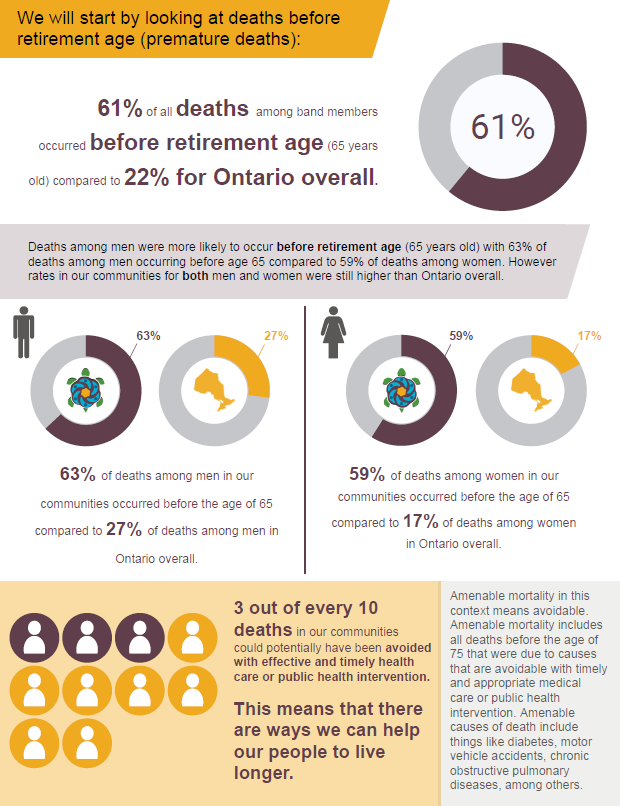 We will start by looking at deaths before
retirement age (premature deaths):
61% of all deaths among band members
occurred before retirement age (65 years
old) compared to 22% for Ontario overall.
61%
Deaths among men were more likely to occur before retirement age (65 years old) with 63% of
deaths among men occurring before age 65 compared to 59% of deaths among women. However
rates in our communities for both men and women were still higher than Ontario overall.
63%
27%
63% of deaths among men in our
communities occurred before the age of 65
compared to 27% of deaths among men in
Ontario overall.
59%
17%
59% of deaths among women in our
communities occurred before the age of 65
compared to 17% of deaths among women
in Ontario overall.
3 out of every 10
deaths in our communities
could potentially have been avoided
with effective and timely health
care or public health intervention.
This means that there
are ways we can help
our people to live
longer.
Amenable mortality in this
context means avoidable.
Amenable mortality includes
all deaths before the age of
75 that were due to causes
that are avoidable with timely
and appropriate medical
care or public health
intervention. Amenable
causes of death include
things like diabetes, motor
vehicle accidents, chronic
obstructive pulmonary
diseases, among others.